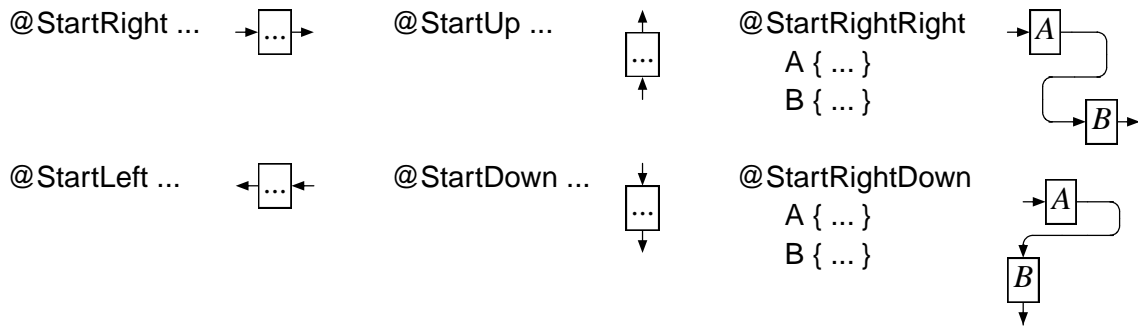 @StartRight ...
...
@StartUp ...
...
@StartRightRight
A { ... }
B { ... }
A
B
@StartLeft ...
...
@StartDown ...
...
@StartRightDown
A { ... }
B { ... }
A
B